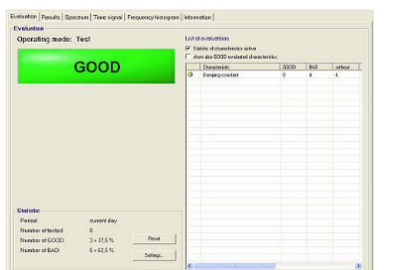 Evaluation Results Spectrum Time signal Frequency histogram Information
Evaluation
Operating mode: Test
GOOD
List of evaluations
Statistic of characteristics active
show also GOOD evaluated characteristics
Characteristic GOOD BAD without
Damping constant
Statistic
Period: current day
Number of tested: 8
Number of GOOD: 3 = 37,5 %
Number of BAD: 5 = 62,5 %
Reset
Settings...